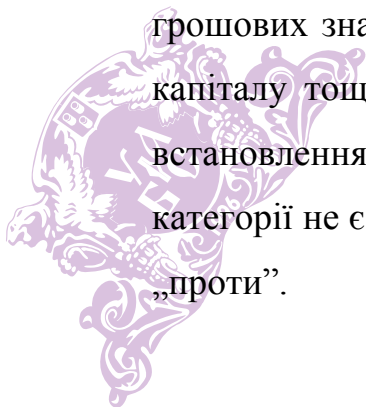 грошових зна
капіталу тощ
встановлення
категорії не є
„проти”.